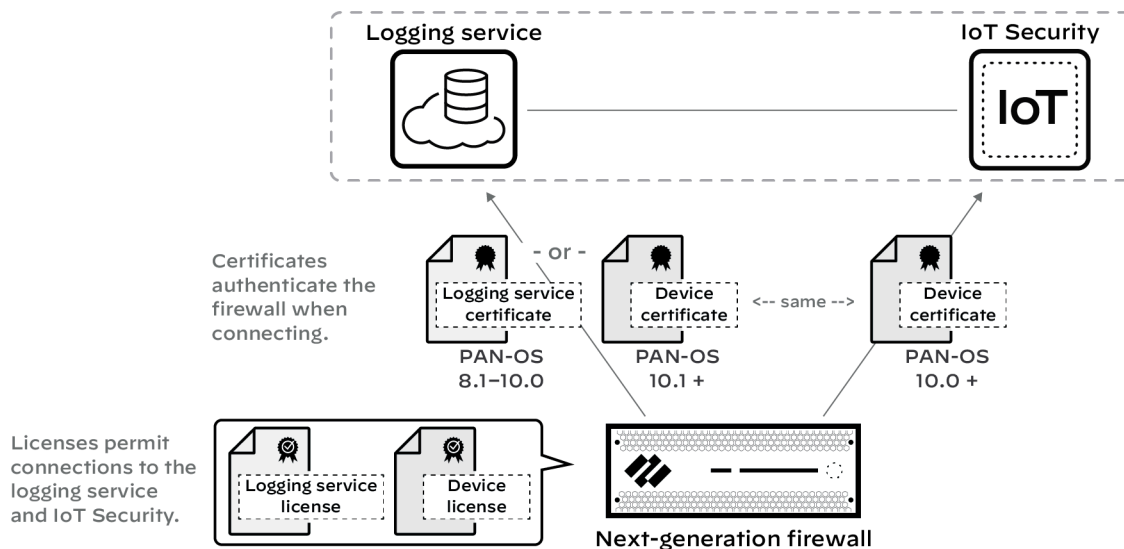 Logging service
IoT Security
IoT
Certificates
authenticate the
firewall when
connecting.
- or -
Logging service
certificate
Device
certificate
<-- same -->
Device
certificate
PAN-OS
8.1–10.0
PAN-OS
10.1 +
PAN-OS
10.0 +
Licenses permit
connections to the
logging service
and IoT Security.
Logging service
license
Device
license
Next-generation firewall